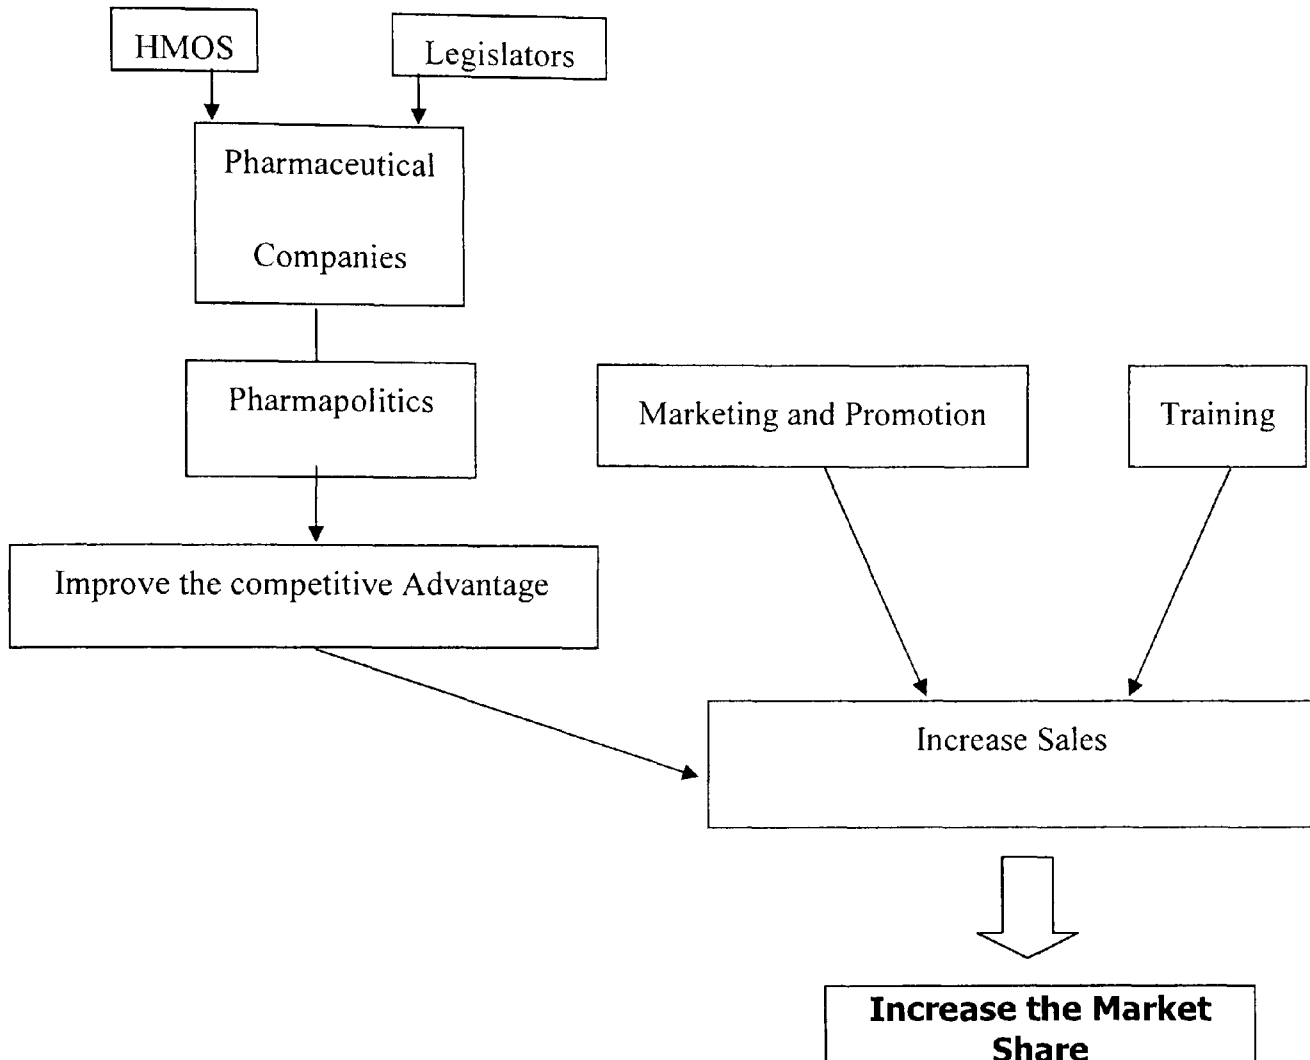 HMOS
Legislators
Pharmaceutical
Companies
Pharmapolitics
Marketing and Promotion
Training
Improve the competitive Advantage
Increase Sales
Increase the Market
Share